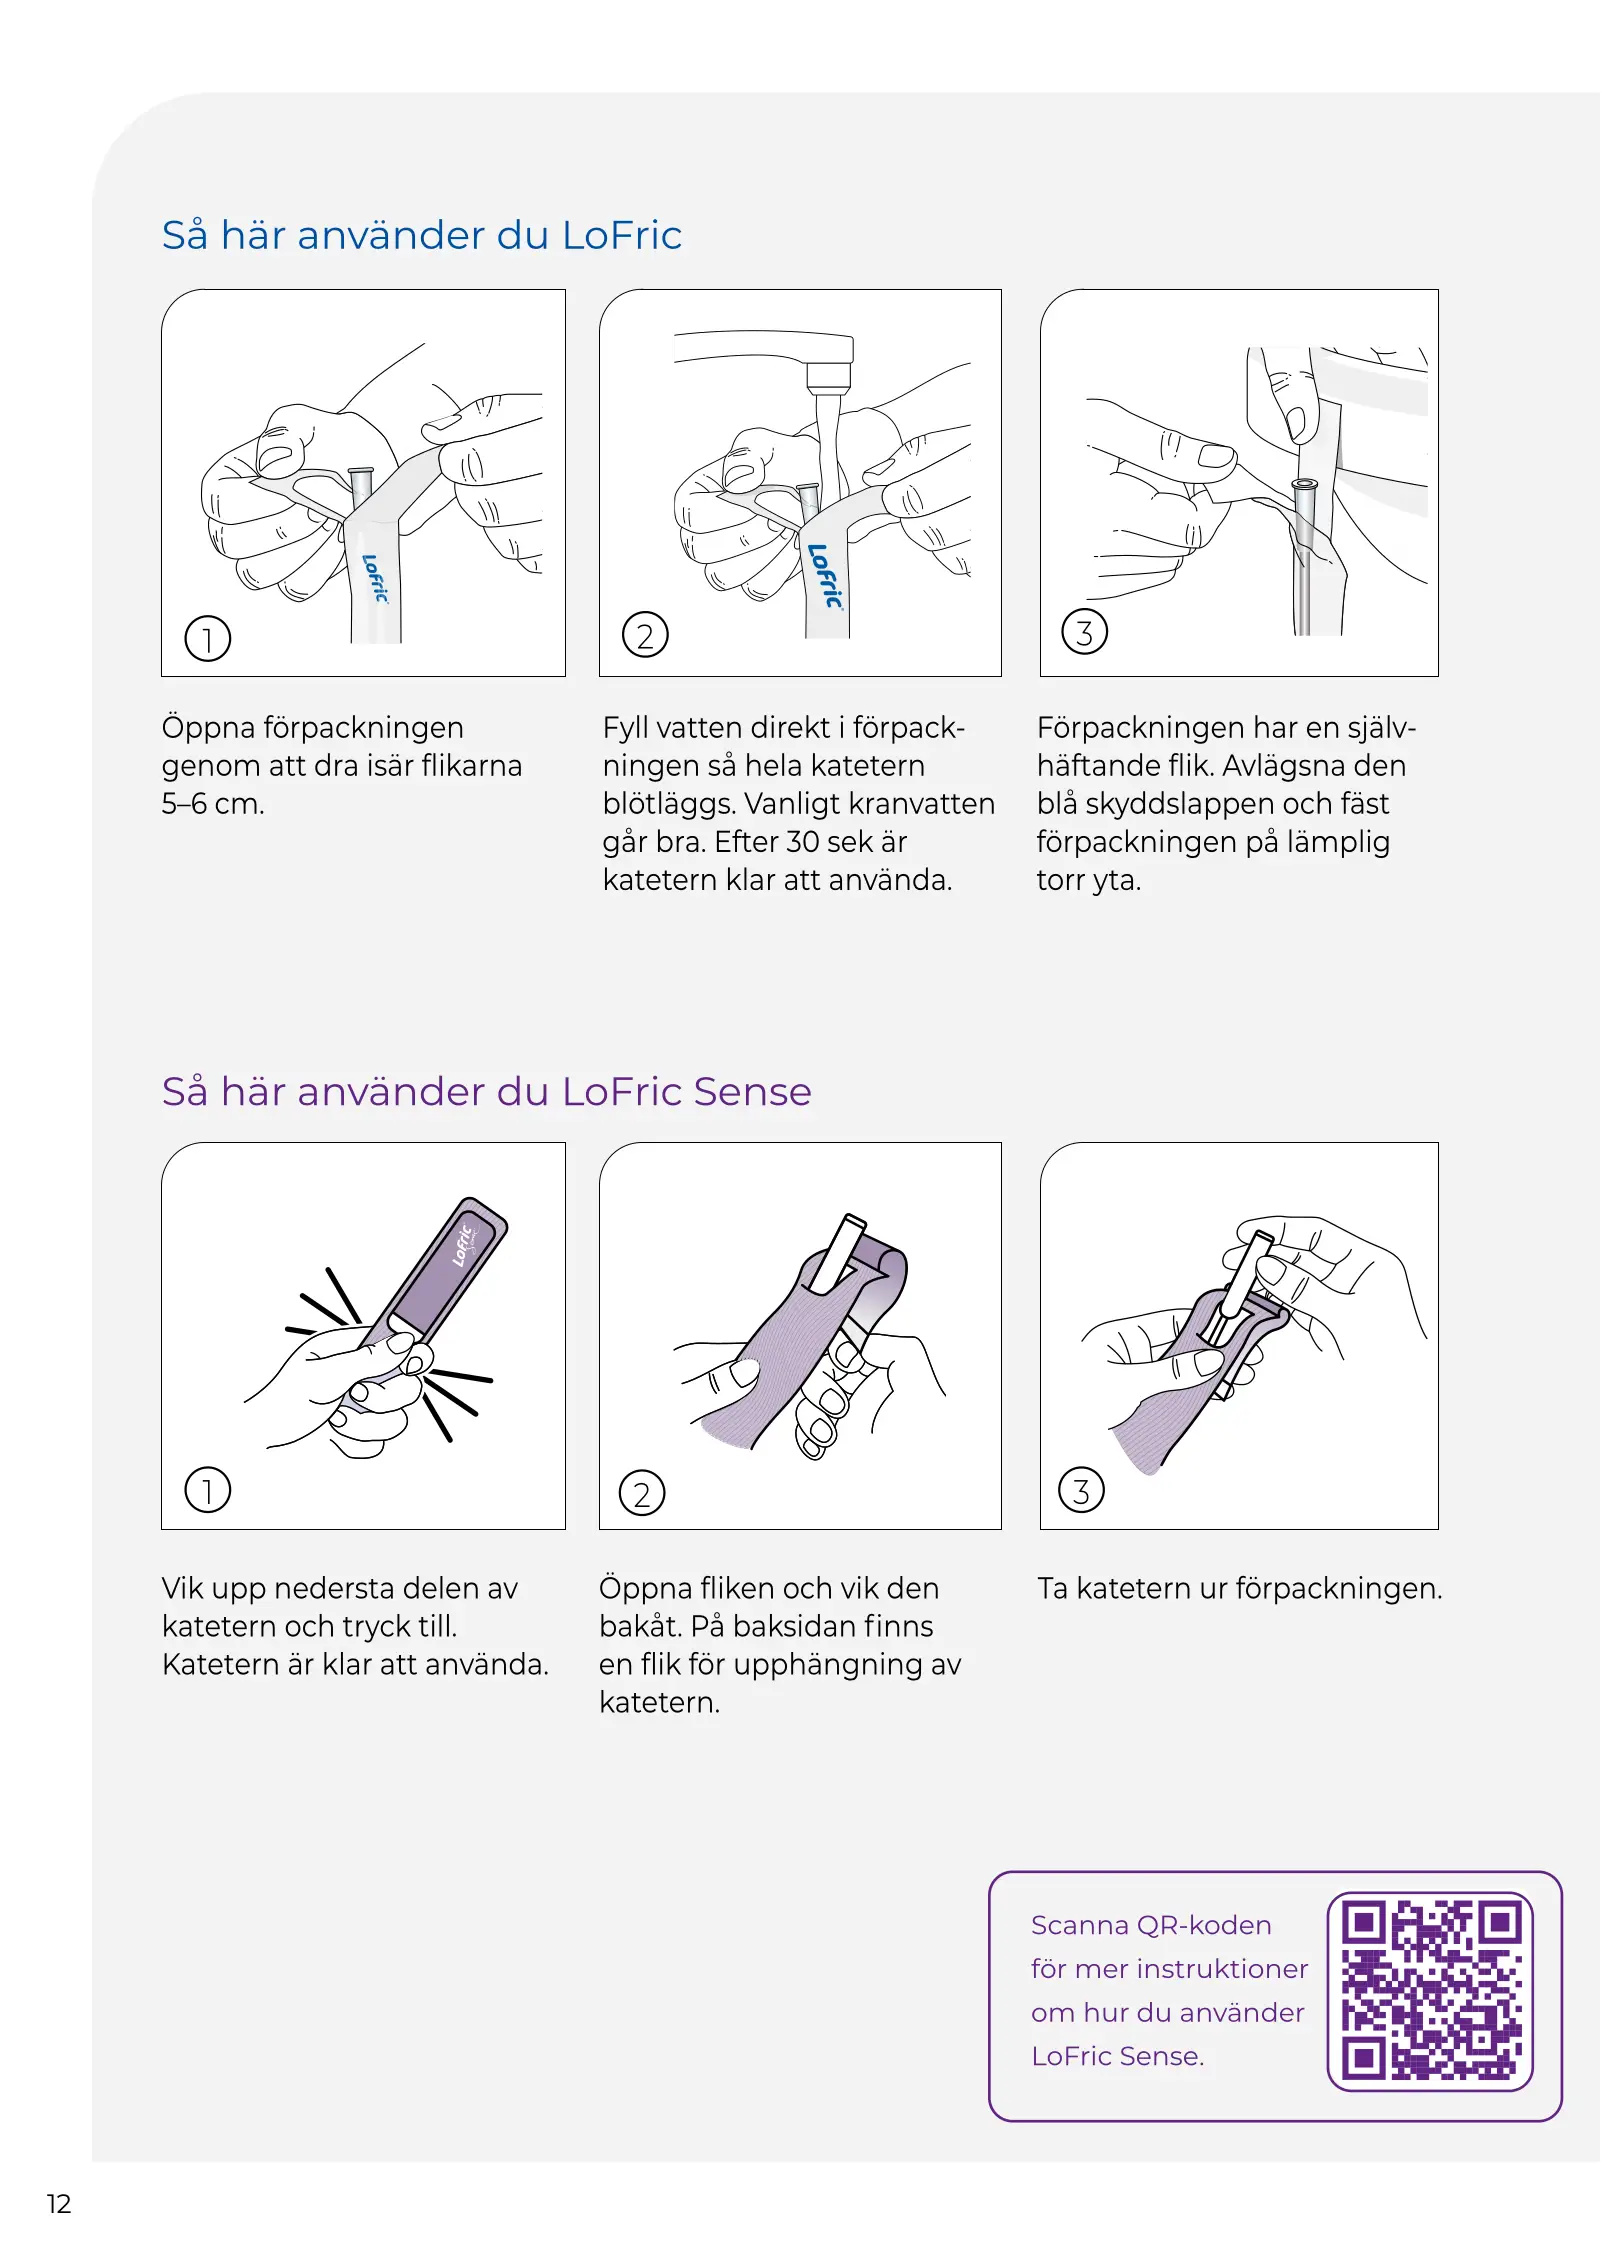 Så här använder du LoFric
LoFric
1
LoFric
2
3
Öppna förpackningen
genom att dra isär flikarna
5–6 cm.
Fyll vatten direkt i förpack-
ningen så hela katetern
blötläggs. Vanligt kranvatten
går bra. Efter 30 sek är
katetern klar att använda.
Förpackningen har en själv-
häftande flik. Avlägsna den
blå skyddslappen och fäst
förpackningen på lämplig
torr yta.
Så här använder du LoFric Sense
LoFric
Sense
1
2
3
Vik upp nedersta delen av
katetern och tryck till.
Katetern är klar att använda.
Öppna fliken och vik den
bakåt. På baksidan finns
en flik för upphängning av
katetern.
Ta katetern ur förpackningen.
Scanna QR-koden
för mer instruktioner
om hur du använder
LoFric Sense.
12